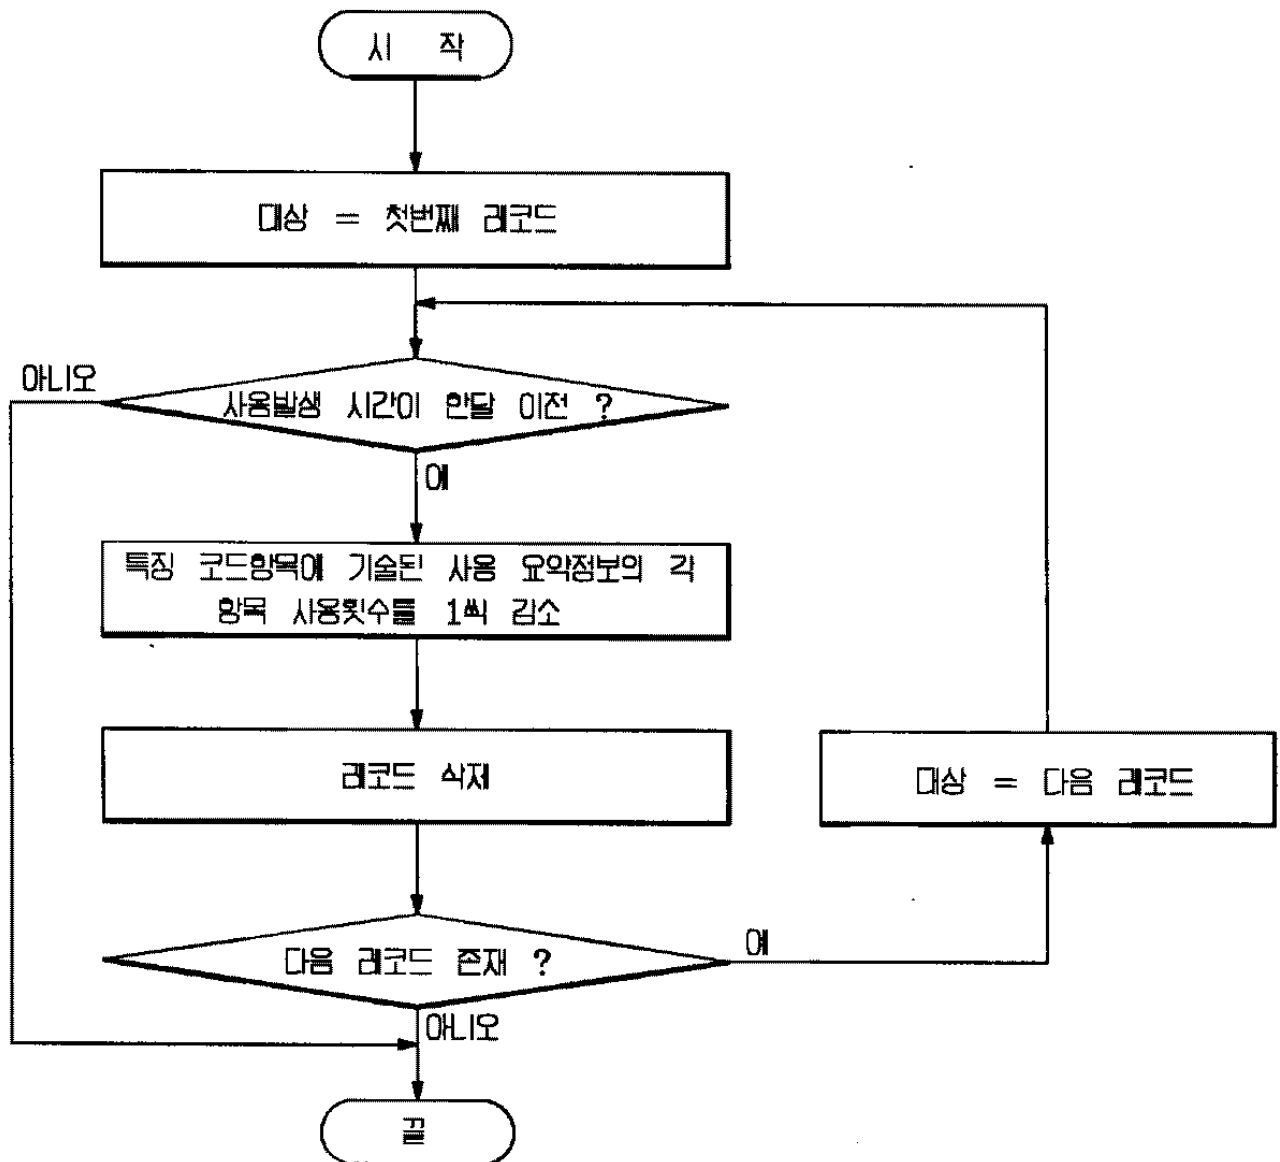 시 작
대상 = 첫번째 레코드
아니오
사용발생 시간이 한달 이전 ?
예
특징 코드항목에 기술된 사용 요약정보의 각
항목 사용횟수를 1씩 감소
레코드 삭제
대상 = 다음 레코드
다음 레코드 존재 ?
예
아니오
끝